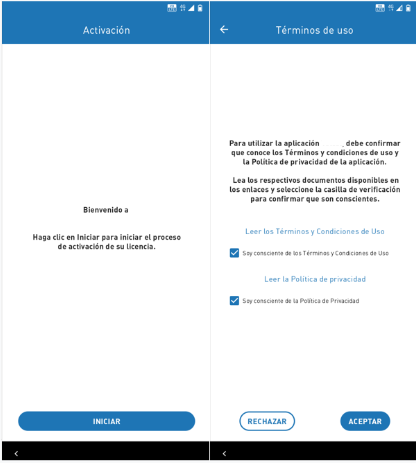 Activación
Bienvenido a
Haga clic en Iniciar para iniciar el proceso
de activación de su licencia.
INICIAR
Términos de uso
Para utilizar la aplicación , debe confirmar
que conoce los Términos y condiciones de uso y
la Política de privacidad de la aplicación.
Lea los respectivos documentos disponibles en
los enlaces y seleccione la casilla de verificación
para confirmar que son conscientes.
Leer los Términos y Condiciones de Uso
Soy consciente de los Términos y Condiciones de Uso
Leer la Política de privacidad
Soy consciente de la Política de Privacidad
RECHAZAR
ACEPTAR